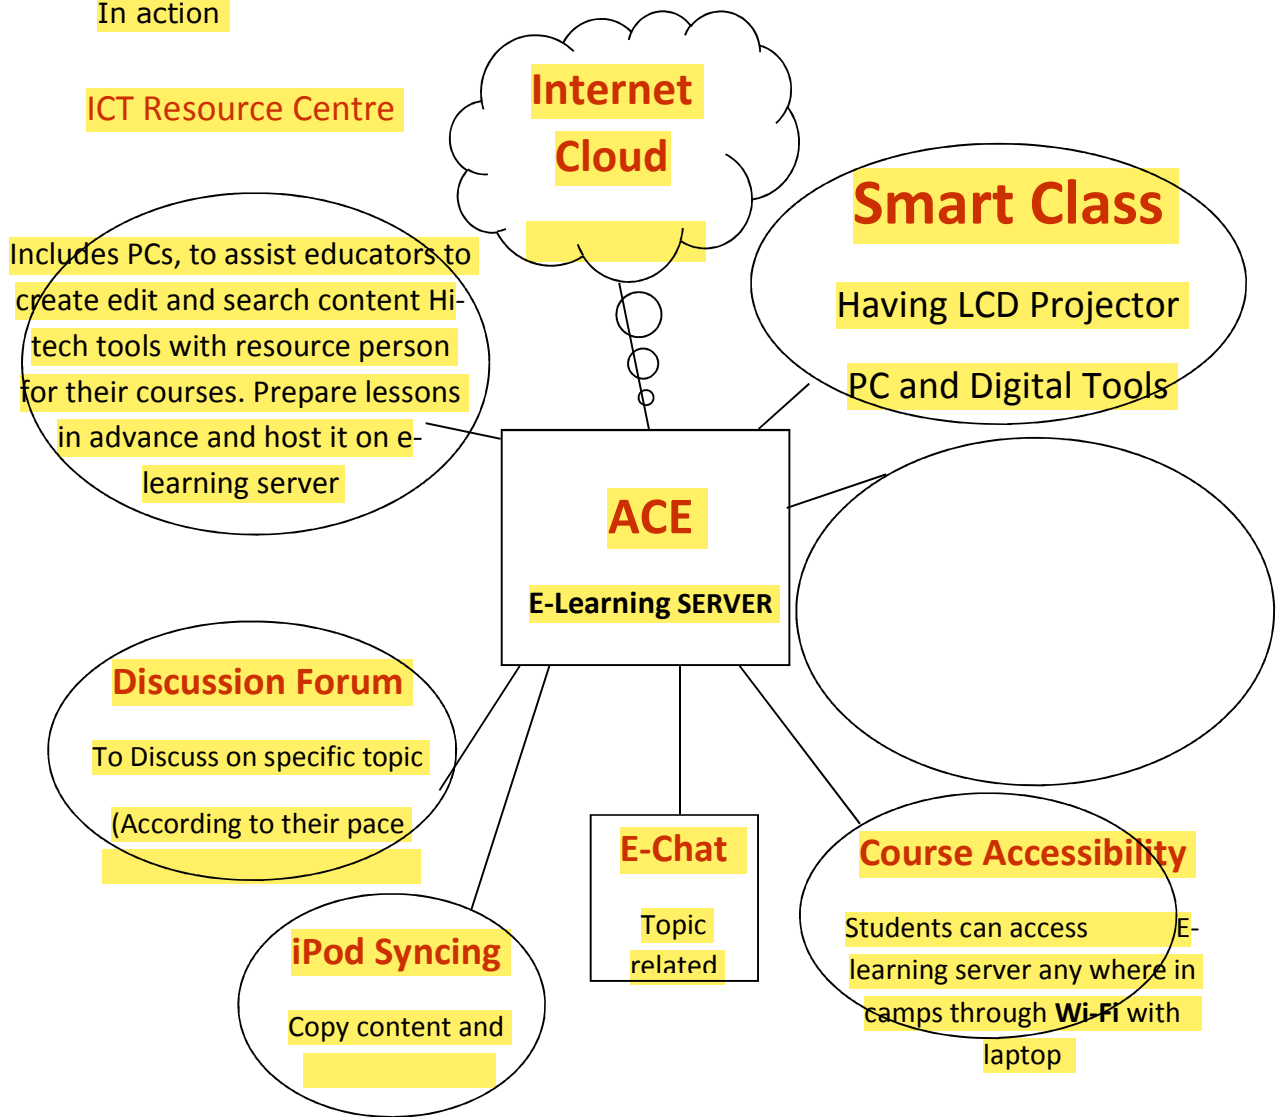 In action
ICT Resource Centre
Internet
Cloud
Smart Class
Having LCD Projector
PC and Digital Tools
Includes PCs, to assist educators to
create edit and search content Hi-
tech tools with resource person
for their courses. Prepare lessons
in advance and host it on e-
learning server
ACE
E-Learning SERVER
Discussion Forum
To Discuss on specific topic
(According to their pace
iPod Syncing
Copy content and
E-Chat
Topic
related
Course Accessibility
Students can access E-
learning server any where in
camps through Wi-Fi with
laptop